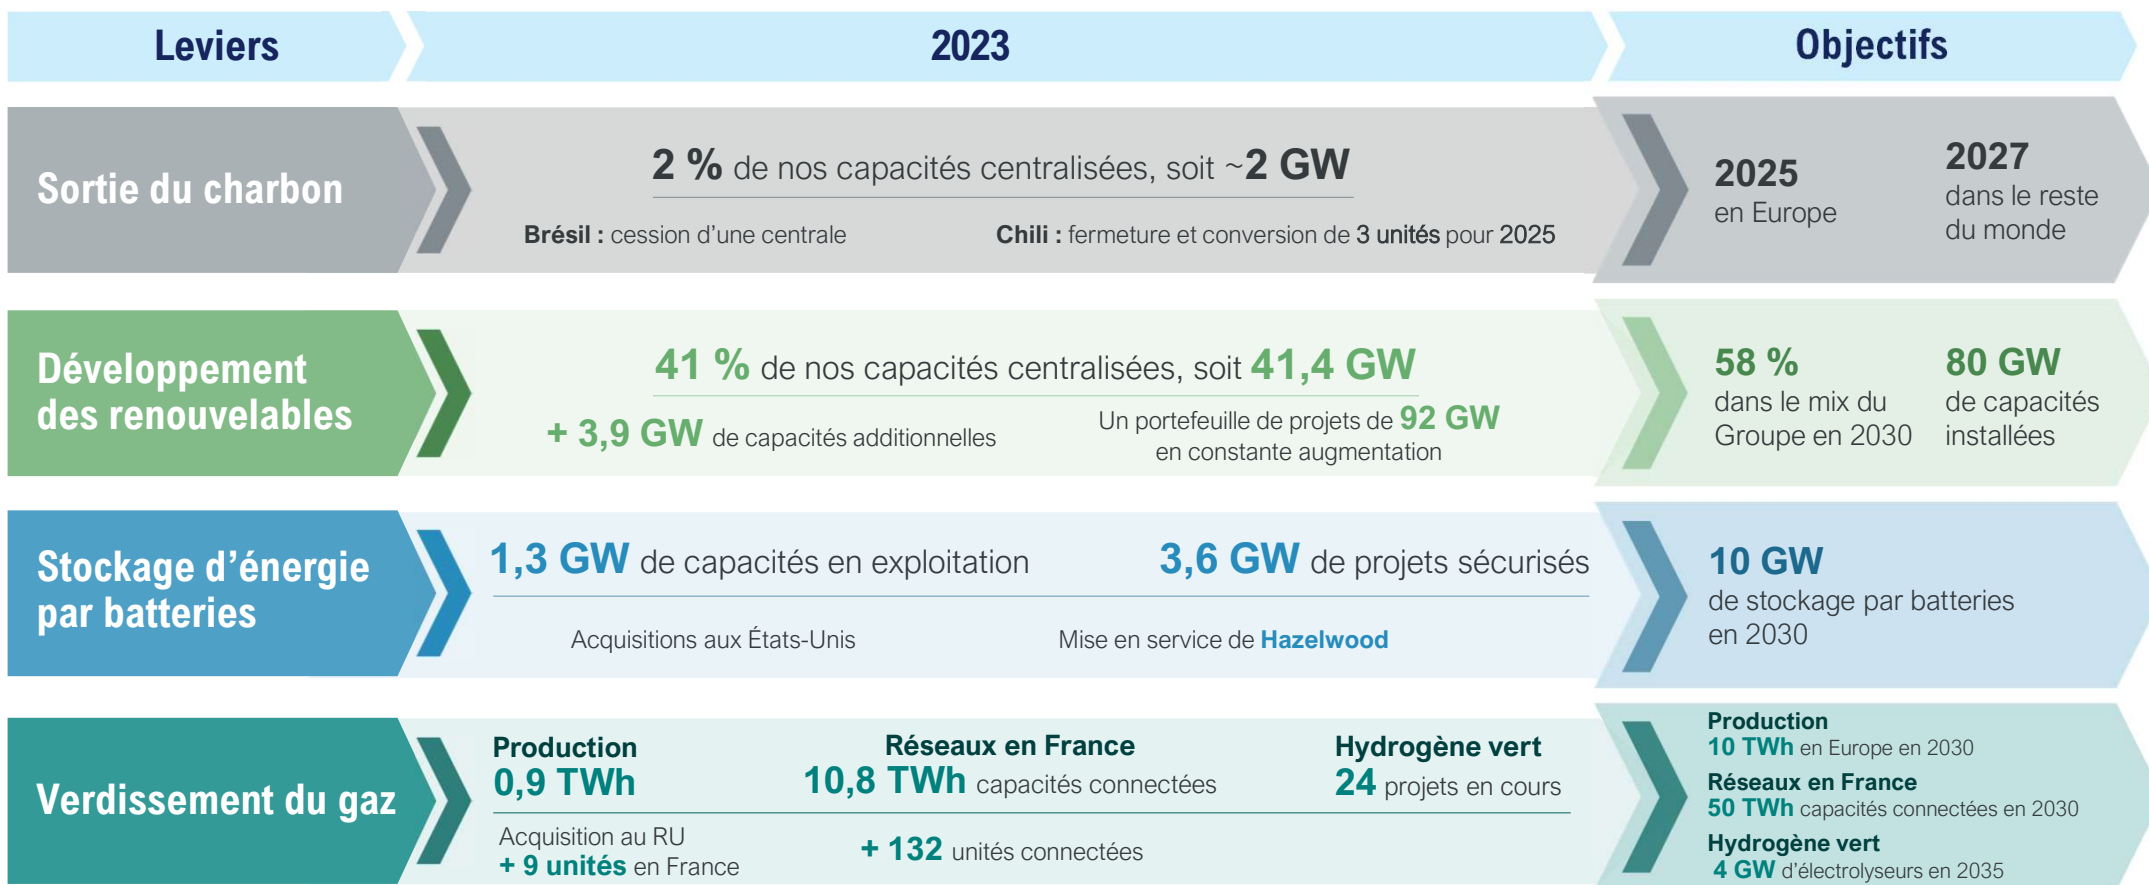 Leviers
2023
Objectifs
Sortie du charbon
2 % de nos capacités centralisées, soit ~2 GW
Brésil : cession d'une centrale
Chili : fermeture et conversion de 3 unités pour 2025
2025
en Europe
2027
dans le reste
du monde
Développement
des renouvelables
41 % de nos capacités centralisées, soit 41,4 GW
+ 3,9 GW de capacités additionnelles
Un portefeuille de projets de 92 GW
en constante augmentation
58 %
dans le mix du
Groupe en 2030
80 GW
de capacités
installées
Stockage d'énergie
par batteries
1,3 GW de capacités en exploitation
3,6 GW de projets sécurisés
Acquisitions aux États-Unis
Mise en service de Hazelwood
10 GW
de stockage par batteries
en 2030
Verdissement du gaz
Production
0,9 TWh
Acquisition au RU
+ 9 unités en France
Réseaux en France
10,8 TWh capacités connectées
+ 132 unités connectées
Hydrogène vert
24 projets en cours
Production
10 TWh en Europe en 2030
Réseaux en France
50 TWh capacités connectées en 2030
Hydrogène vert
4 GW d'électrolyseurs en 2035